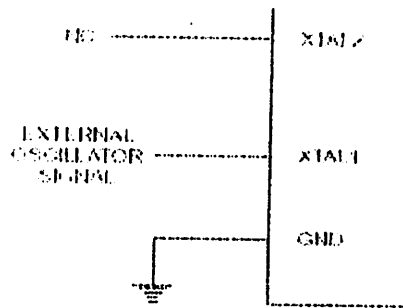 NC
XTAL2
EXTERNAL
OSCILLATOR
SIGNAL
XTAL1
GND